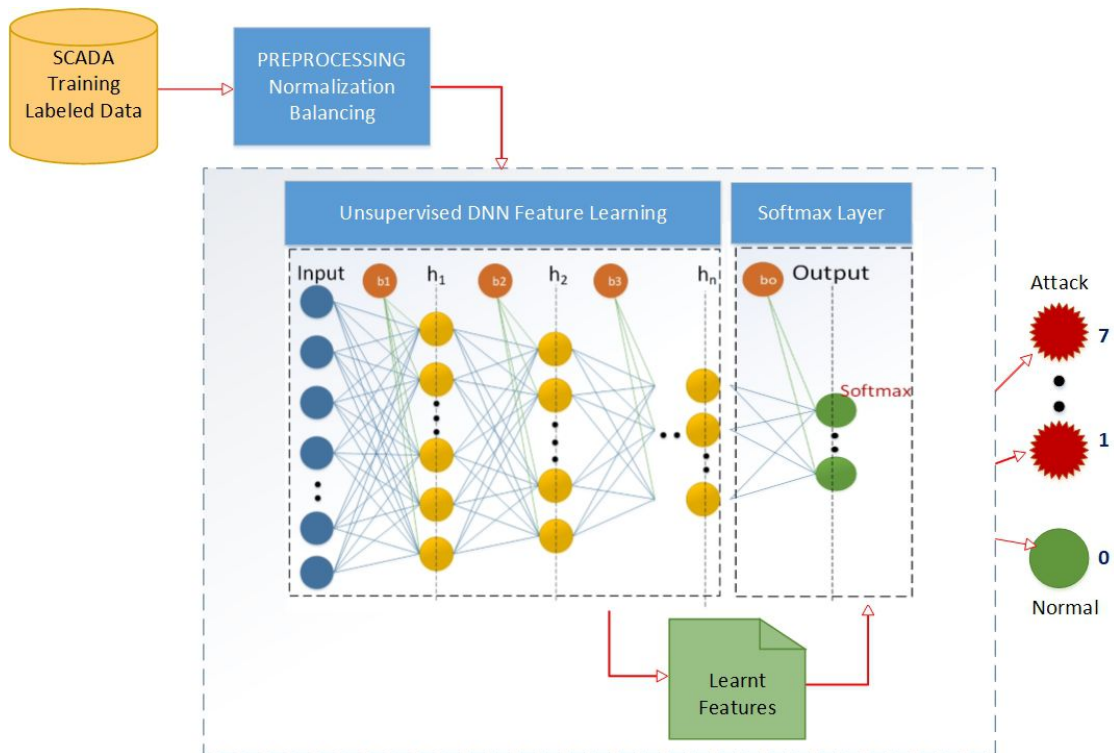 SCADA
Training
Labeled Data
PREPROCESSING
Normalization
Balancing
Unsupervised DNN Feature Learning
Softmax Layer
Input
b1
h1
b2
h2
b3
hn
bo
Output
Softmax
Attack
7
1
0
Normal
Learnt
Features